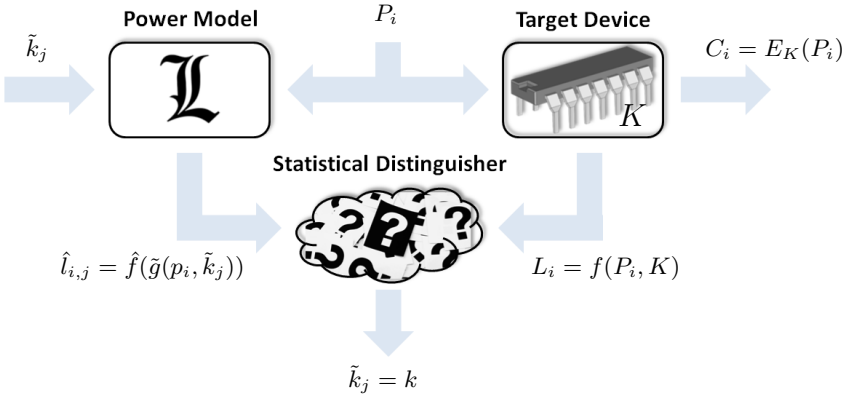 Power Model
P_i
Target Device
k̃_j
L
K
C_i = E_K(P_i)
Statistical Distinguisher
? ? ? ? ? ?
l̂_{i,j} = f̂(g̃(p_i, k̃_j))
L_i = f(P_i, K)
k̃_j = k